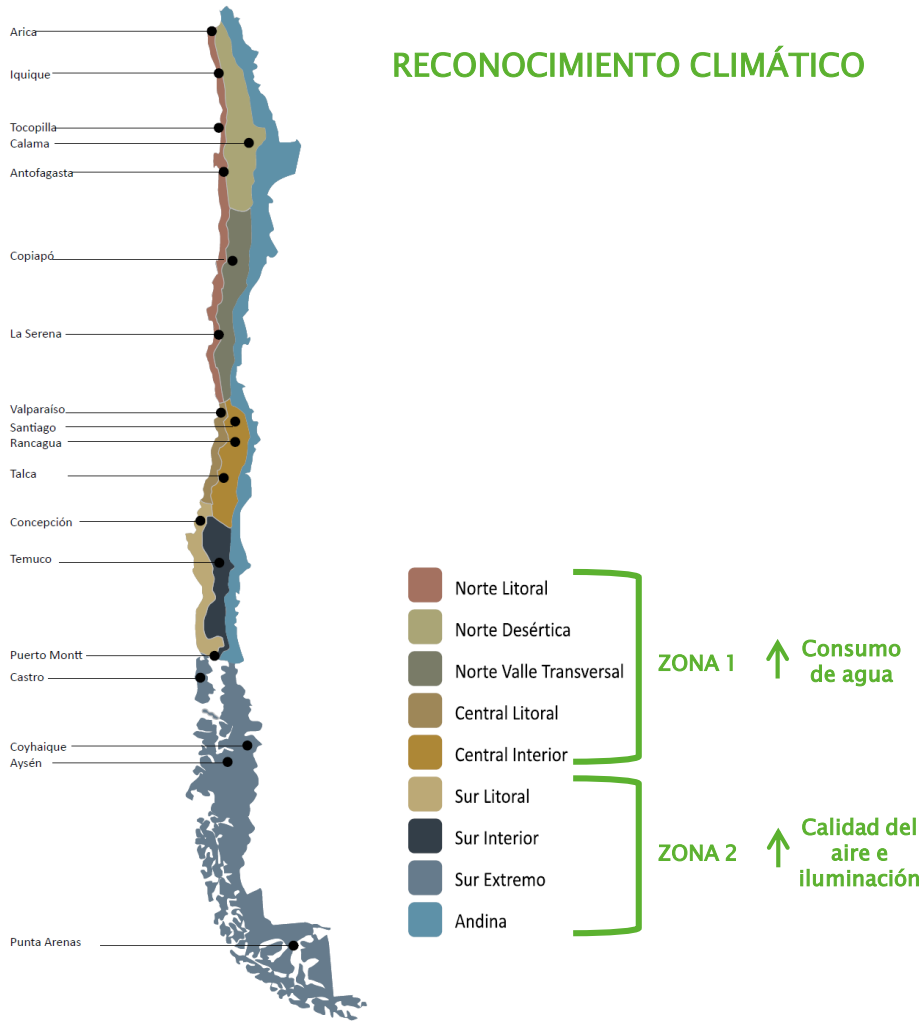 RECONOCIMIENTO CLIMÁTICO
Arica
Iquique
Tocopilla
Calama
Antofagasta
Copiapó
La Serena
Valparaíso
Santiago
Rancagua
Talca
Concepción
Temuco
Puerto Montt
Castro
Coyhaique
Aysén
Punta Arenas
Norte Litoral
Norte Desértica
Norte Valle Transversal
Central Litoral
Central Interior
Sur Litoral
Sur Interior
Sur Extremo
Andina
ZONA 1
Consumo
de agua
ZONA 2
Calidad del
aire e
iluminación